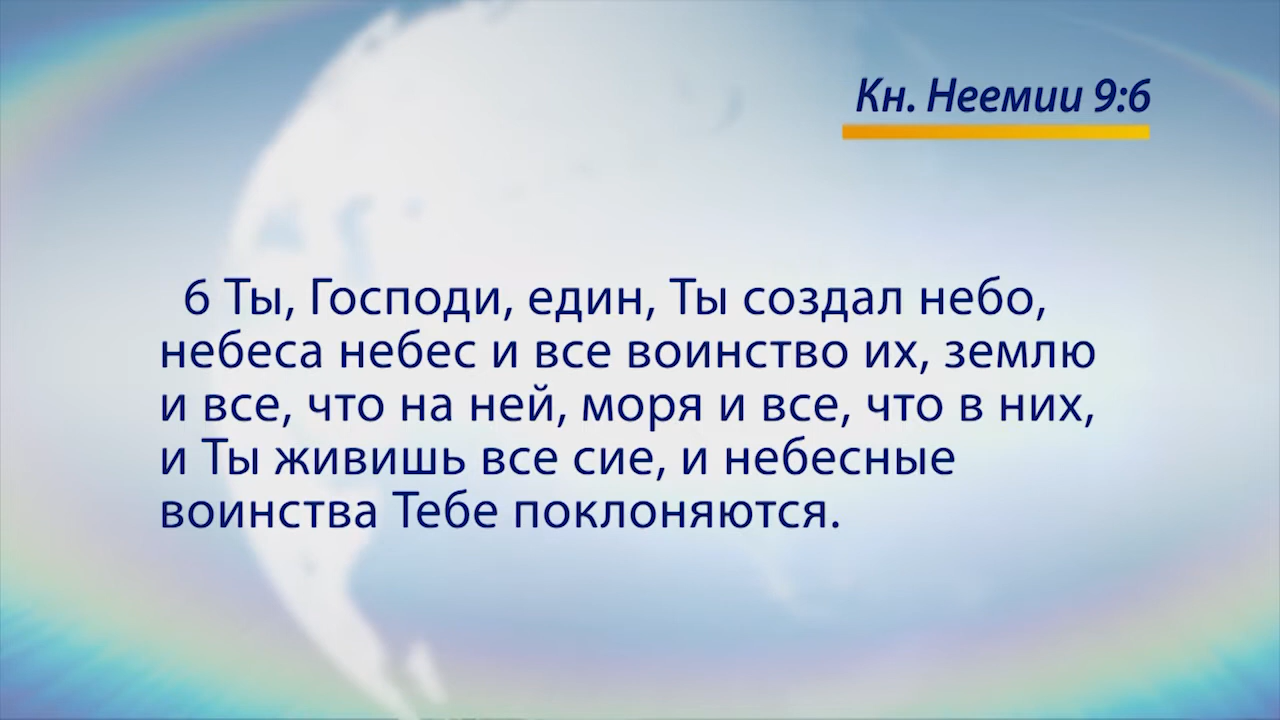 Кн. Неемии 9:6
6 Ты, Господи, един, Ты создал небо,
небеса небес и все воинство их, землю
и все, что на ней, моря и все, что в них,
и Ты живишь все сие, и небесные
воинства Тебе поклоняются.